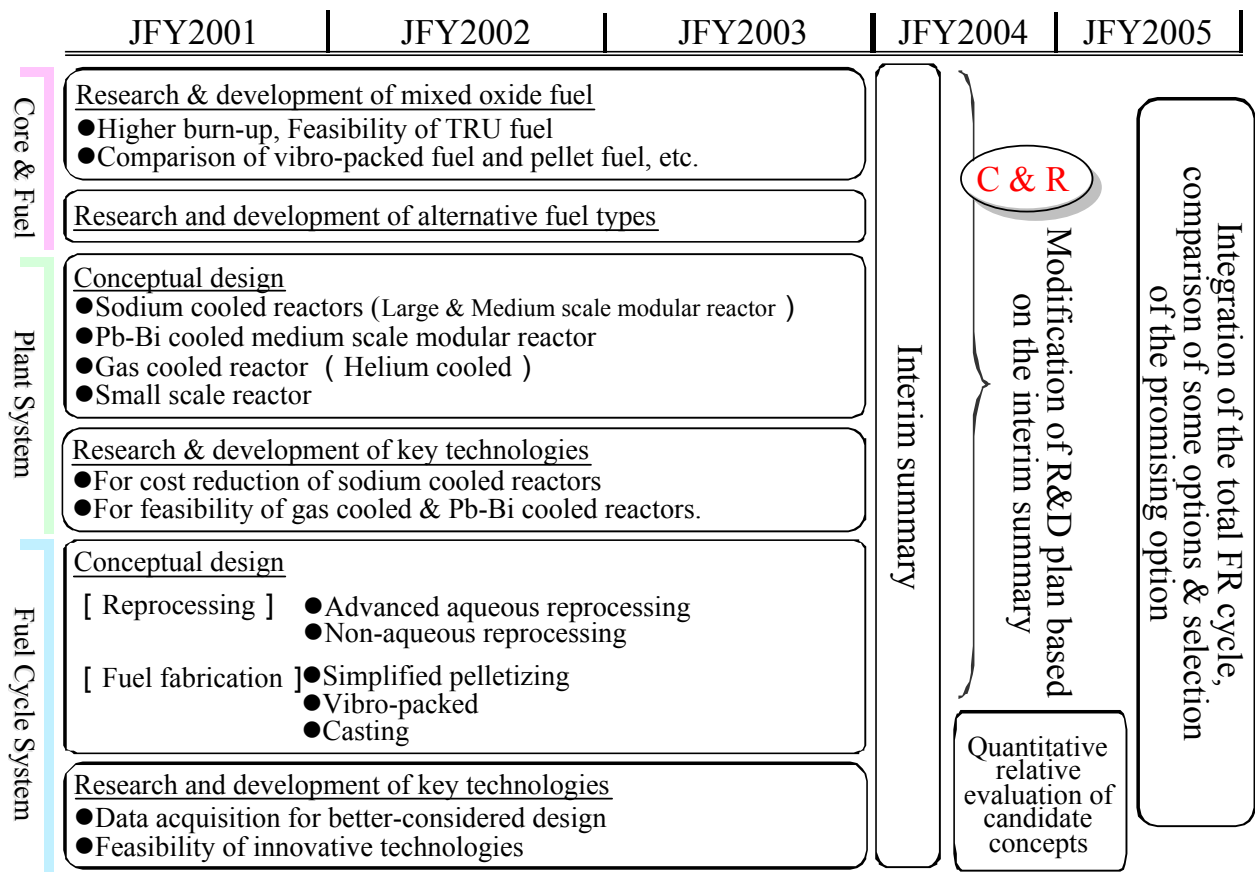 JFY2001 JFY2002 JFY2003 JFY2004 JFY2005
Core & Fuel
Research & development of mixed oxide fuel
●Higher burn-up, Feasibility of TRU fuel
●Comparison of vibro-packed fuel and pellet fuel, etc.
Research and development of alternative fuel types
Plant System
Conceptual design
●Sodium cooled reactors (Large & Medium scale modular reactor )
●Pb-Bi cooled medium scale modular reactor
●Gas cooled reactor ( Helium cooled )
●Small scale reactor
Research & development of key technologies
●For cost reduction of sodium cooled reactors
●For feasibility of gas cooled & Pb-Bi cooled reactors.
Fuel Cycle System
Conceptual design
[ Reprocessing ] ●Advanced aqueous reprocessing
●Non-aqueous reprocessing
[ Fuel fabrication ]●Simplified pelletizing
●Vibro-packed
●Casting
Research and development of key technologies
●Data acquisition for better-considered design
●Feasibility of innovative technologies
Interim summary
C & R
Modification of R&D plan based
on the interim summary
Quantitative
relative
evaluation of
candidate
concepts
Integration of the total FR cycle,
comparison of some options & selection
of the promising option